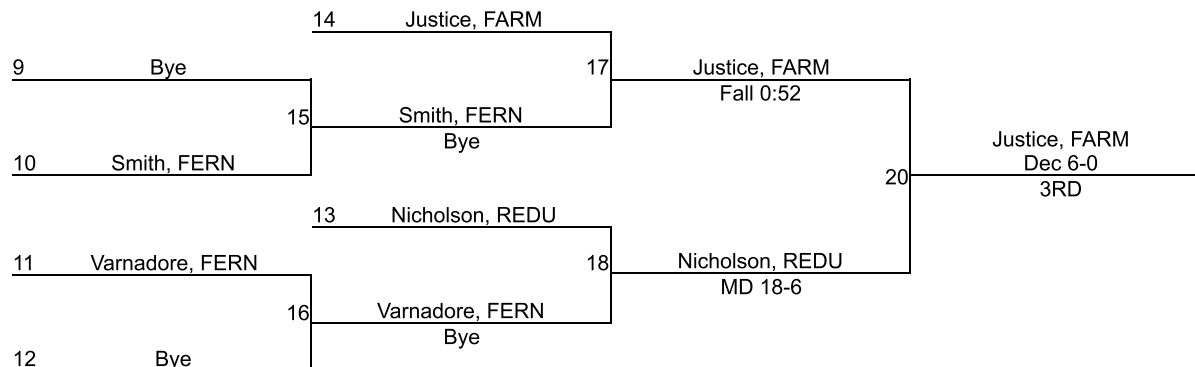 14 Justice, FARM
9 Bye
17 Justice, FARM
Fall 0:52
15 Smith, FERN
Bye
10 Smith, FERN
Justice, FARM
Dec 6-0
3RD
20
13 Nicholson, REDU
11 Varnadore, FERN
18 Nicholson, REDU
MD 18-6
16 Varnadore, FERN
Bye
12 Bye